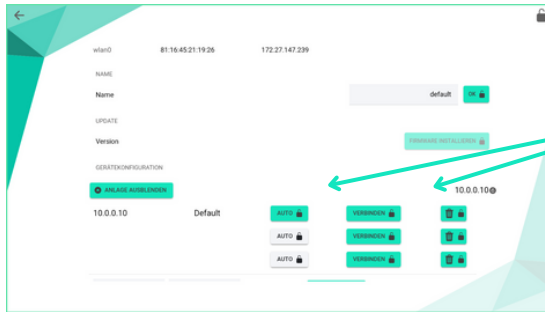 wlan0 81:16:45:21:19:26 172.27.147.239
NAME
Name default OK
UPDATE
Version FIRMWARE INSTALLIEREN
GERÄTEKONFIGURATION
ANLAGE AUSBLENDEN 10.0.0.10
10.0.0.10 Default AUTO VERBINDEN
AUTO VERBINDEN
AUTO VERBINDEN